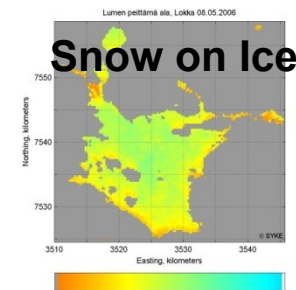 Lumen peittämä ala, Lokka 08.05.2006
Snow on Ice
7550
7540
7530
Northing, kilometers
© SYKE
3510 3520 3530 3540
Easting, kilometers